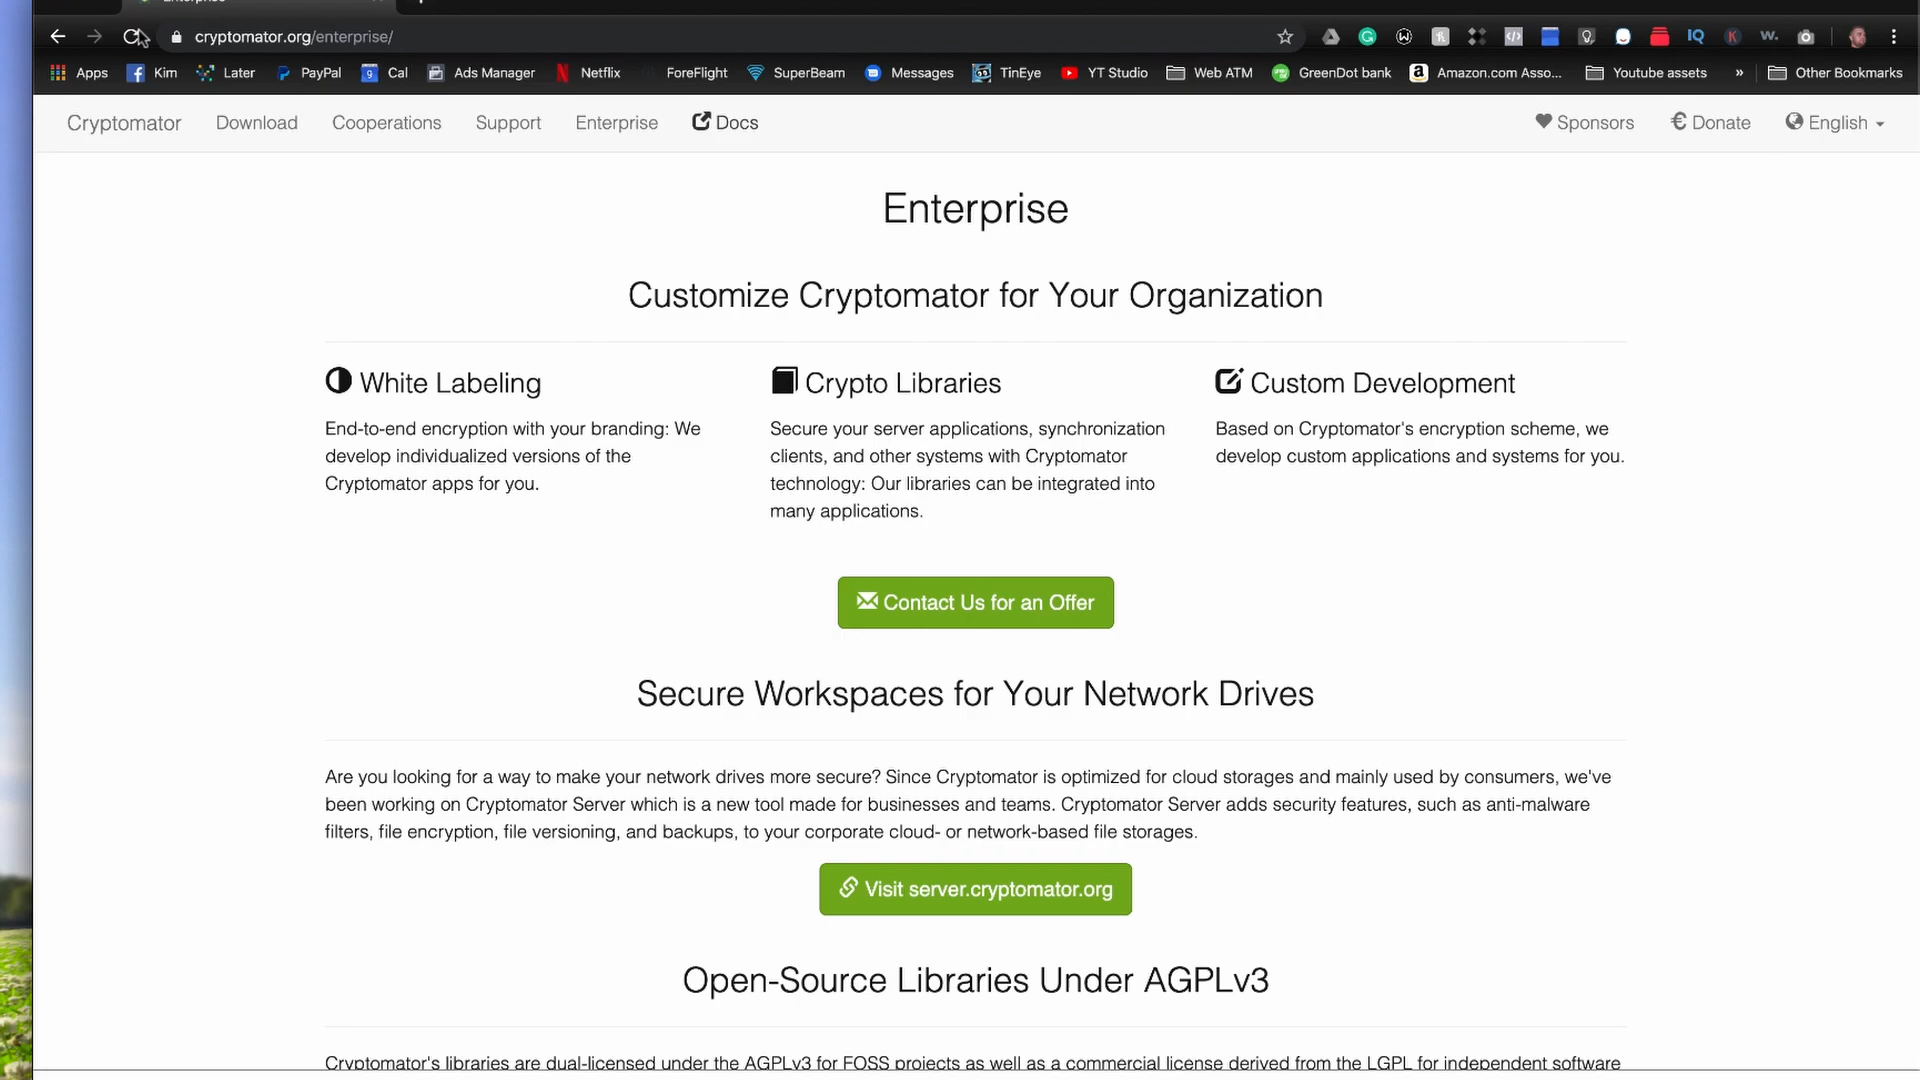 Enterprise
cryptomator.org/enterprise/
Apps Kim Later PayPal 9 Cal Ads Manager Netflix ForeFlight SuperBeam Messages TinEye YT Studio Web ATM GreenDot bank Amazon.com Asso... Youtube assets » Other Bookmarks
Cryptomator Download Cooperations Support Enterprise Docs Sponsors € Donate English
Enterprise
Customize Cryptomator for Your Organization
White Labeling
End-to-end encryption with your branding: We
develop individualized versions of the
Cryptomator apps for you.
Crypto Libraries
Secure your server applications, synchronization
clients, and other systems with Cryptomator
technology: Our libraries can be integrated into
many applications.
Custom Development
Based on Cryptomator's encryption scheme, we
develop custom applications and systems for you.
Contact Us for an Offer
Secure Workspaces for Your Network Drives
Are you looking for a way to make your network drives more secure? Since Cryptomator is optimized for cloud storages and mainly used by consumers, we've
been working on Cryptomator Server which is a new tool made for businesses and teams. Cryptomator Server adds security features, such as anti-malware
filters, file encryption, file versioning, and backups, to your corporate cloud- or network-based file storages.
Visit server.cryptomator.org
Open-Source Libraries Under AGPLv3
Cryptomator's libraries are dual-licensed under the AGPLv3 for FOSS projects as well as a commercial license derived from the LGPL for independent software